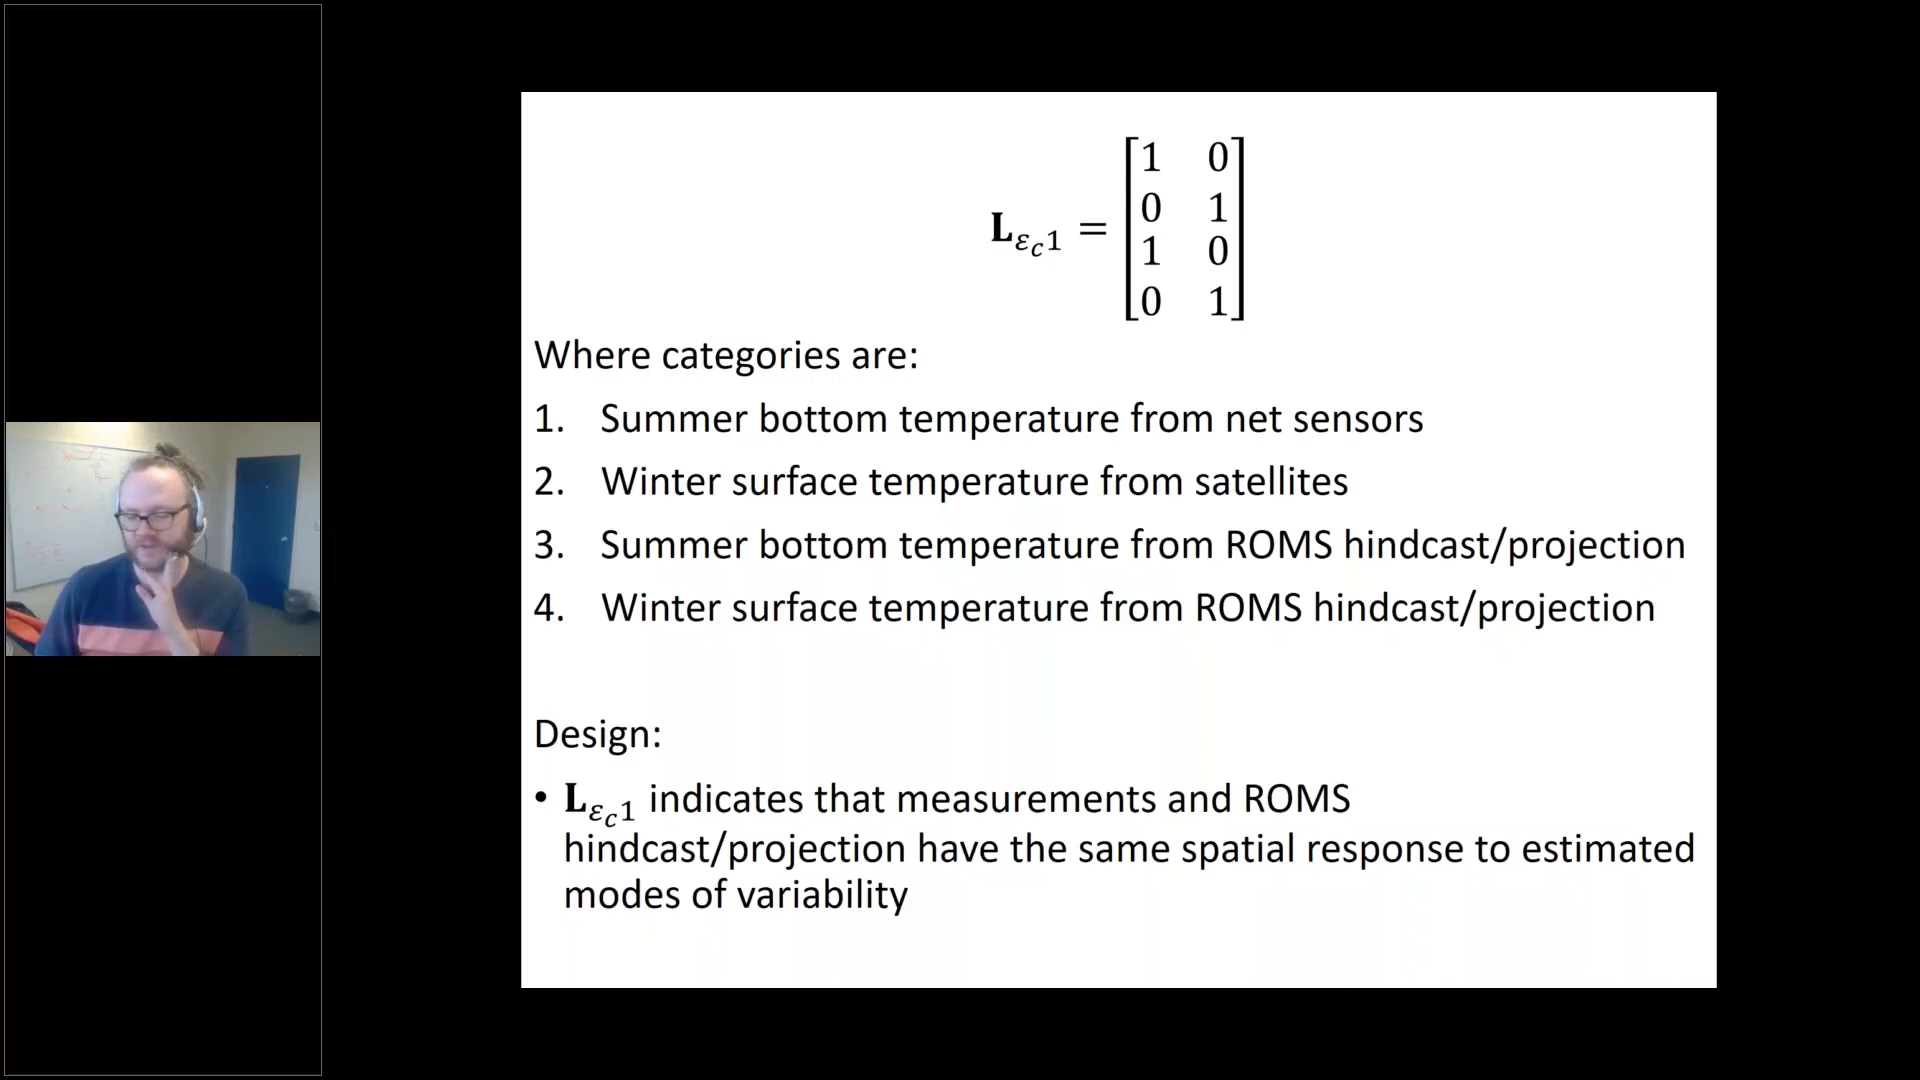 𝐋_{ε_c1} = [1 0
0 1
1 0
0 1]
Where categories are:
1. Summer bottom temperature from net sensors
2. Winter surface temperature from satellites
3. Summer bottom temperature from ROMS hindcast/projection
4. Winter surface temperature from ROMS hindcast/projection
Design:
• 𝐋_{ε_c1} indicates that measurements and ROMS
hindcast/projection have the same spatial response to estimated
modes of variability